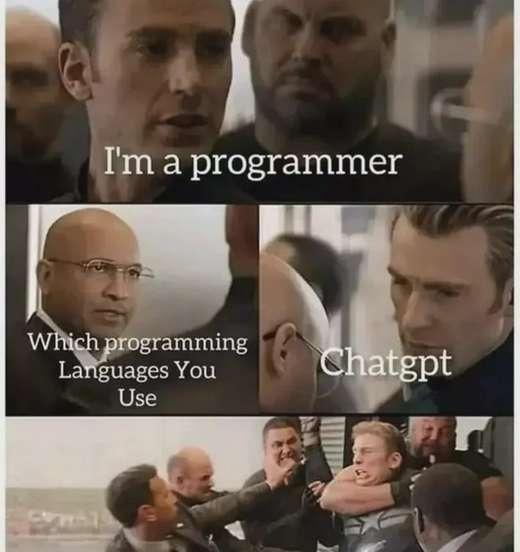 I'm a programmer
Which programming
Languages You
Use
Chatgpt